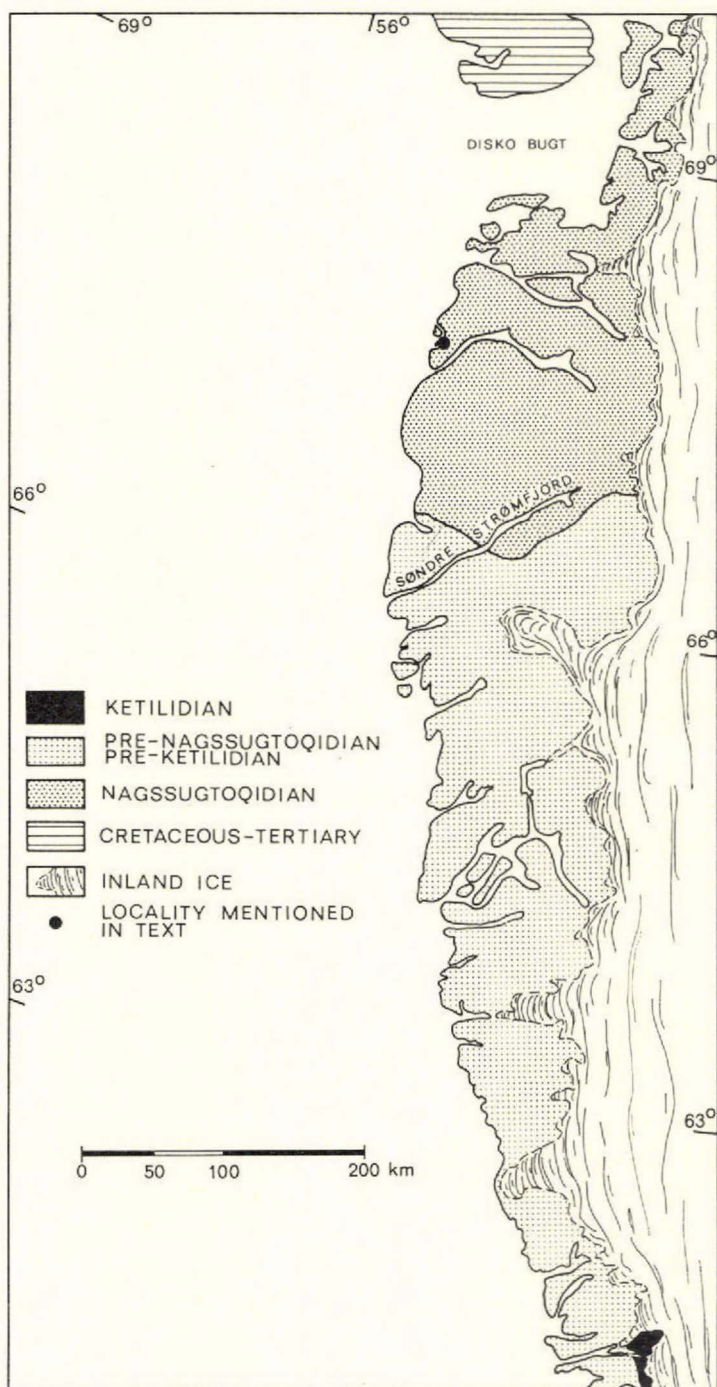 69°
56°
DISKO BUGT
69°
66°
SØNDRE STRØMFJORD
66°
KETILIDIAN
PRE-NAGSSUGTOQIDIAN
PRE-KETILIDIAN
NAGSSUGTOQIDIAN
CRETACEOUS-TERTIARY
INLAND ICE
LOCALITY MENTIONED
IN TEXT
63°
63°
0 50 100 200 km